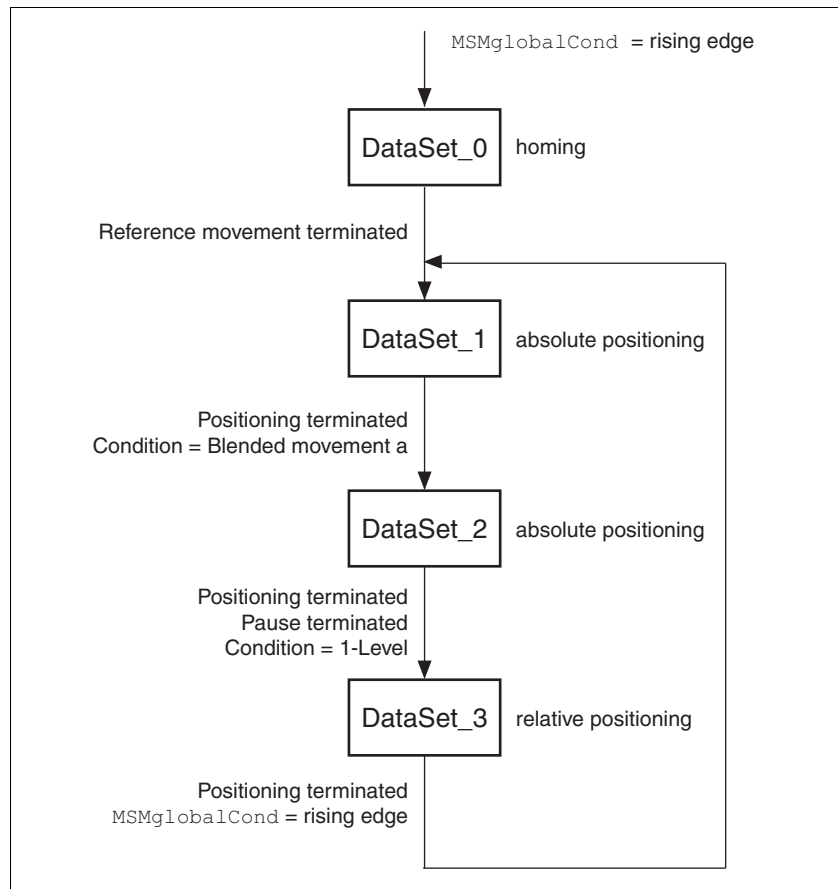 MSMglobalCond = rising edge
DataSet_0
homing
Reference movement terminated
DataSet_1
absolute positioning
Positioning terminated
Condition = Blended movement a
DataSet_2
absolute positioning
Positioning terminated
Pause terminated
Condition = 1-Level
DataSet_3
relative positioning
Positioning terminated
MSMglobalCond = rising edge